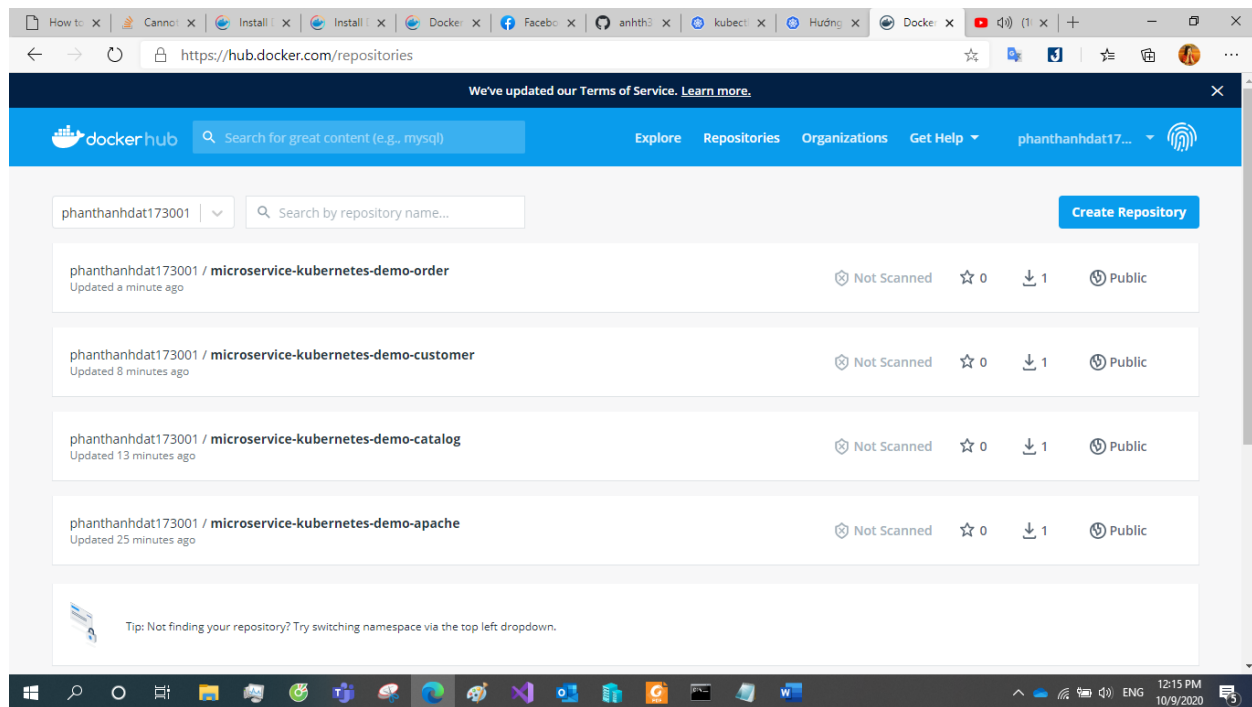 How to
Cannot
Install
Install
Docker
Facebo
anhth3
kubect
Hướng
Docker
(1
https://hub.docker.com/repositories
We've updated our Terms of Service. Learn more.
dockerhub
Search for great content (e.g., mysql)
Explore
Repositories
Organizations
Get Help
phanthanhdat17...
phanthanhdat173001
Search by repository name...
Create Repository
phanthanhdat173001 / microservice-kubernetes-demo-order
Updated a minute ago
Not Scanned
0
1
Public
phanthanhdat173001 / microservice-kubernetes-demo-customer
Updated 8 minutes ago
Not Scanned
0
1
Public
phanthanhdat173001 / microservice-kubernetes-demo-catalog
Updated 13 minutes ago
Not Scanned
0
1
Public
phanthanhdat173001 / microservice-kubernetes-demo-apache
Updated 25 minutes ago
Not Scanned
0
1
Public
Tip: Not finding your repository? Try switching namespace via the top left dropdown.
ENG
12:15 PM
10/9/2020
5